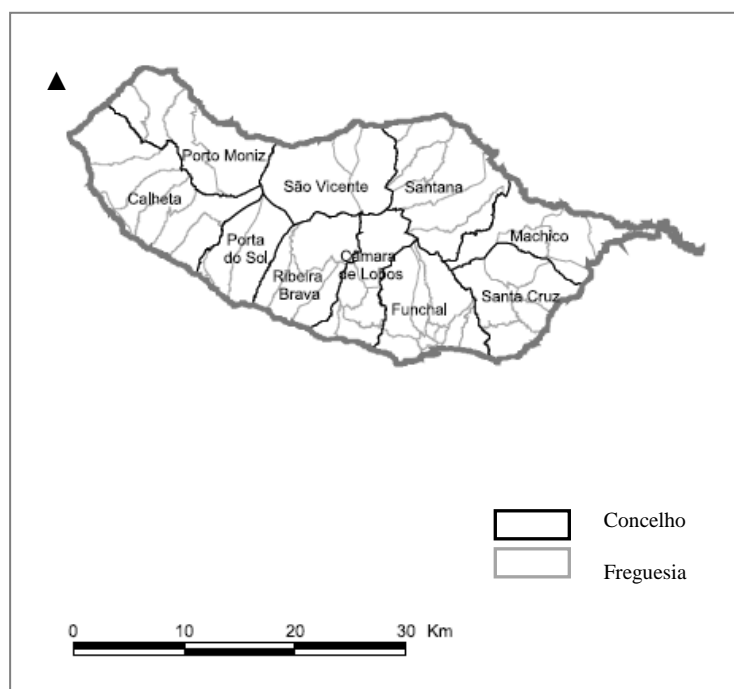 Porto Moniz
São Vicente
Santana
Calheta
Machico
Porta
do Sol
Câmara
de Lobos
Ribeira
Brava
Santa Cruz
Funchal
Concelho
Freguesia
0 10 20 30 Km